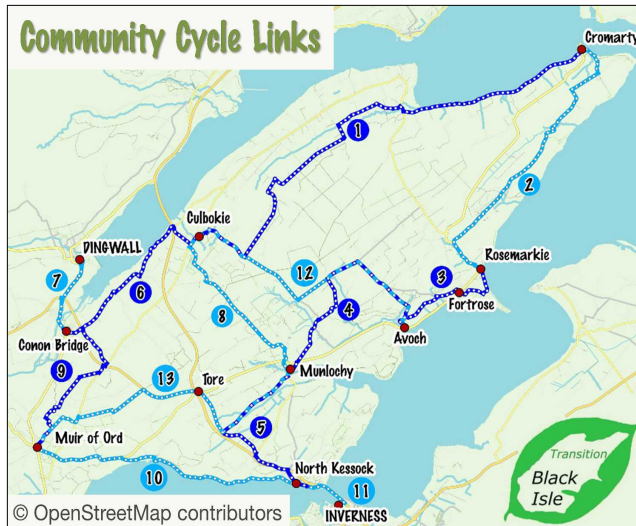 Community Cycle Links
Cromarty
1
2
Culbokie
DINGWALL
Rosemarkie
12
7
6
3
Fortrose
4
8
Avoch
Conon Bridge
9
13
Tore
Munlochy
5
Muir of Ord
Transition
Black
Isle
10
North Kessock
11
INVERNESS
© OpenStreetMap contributors